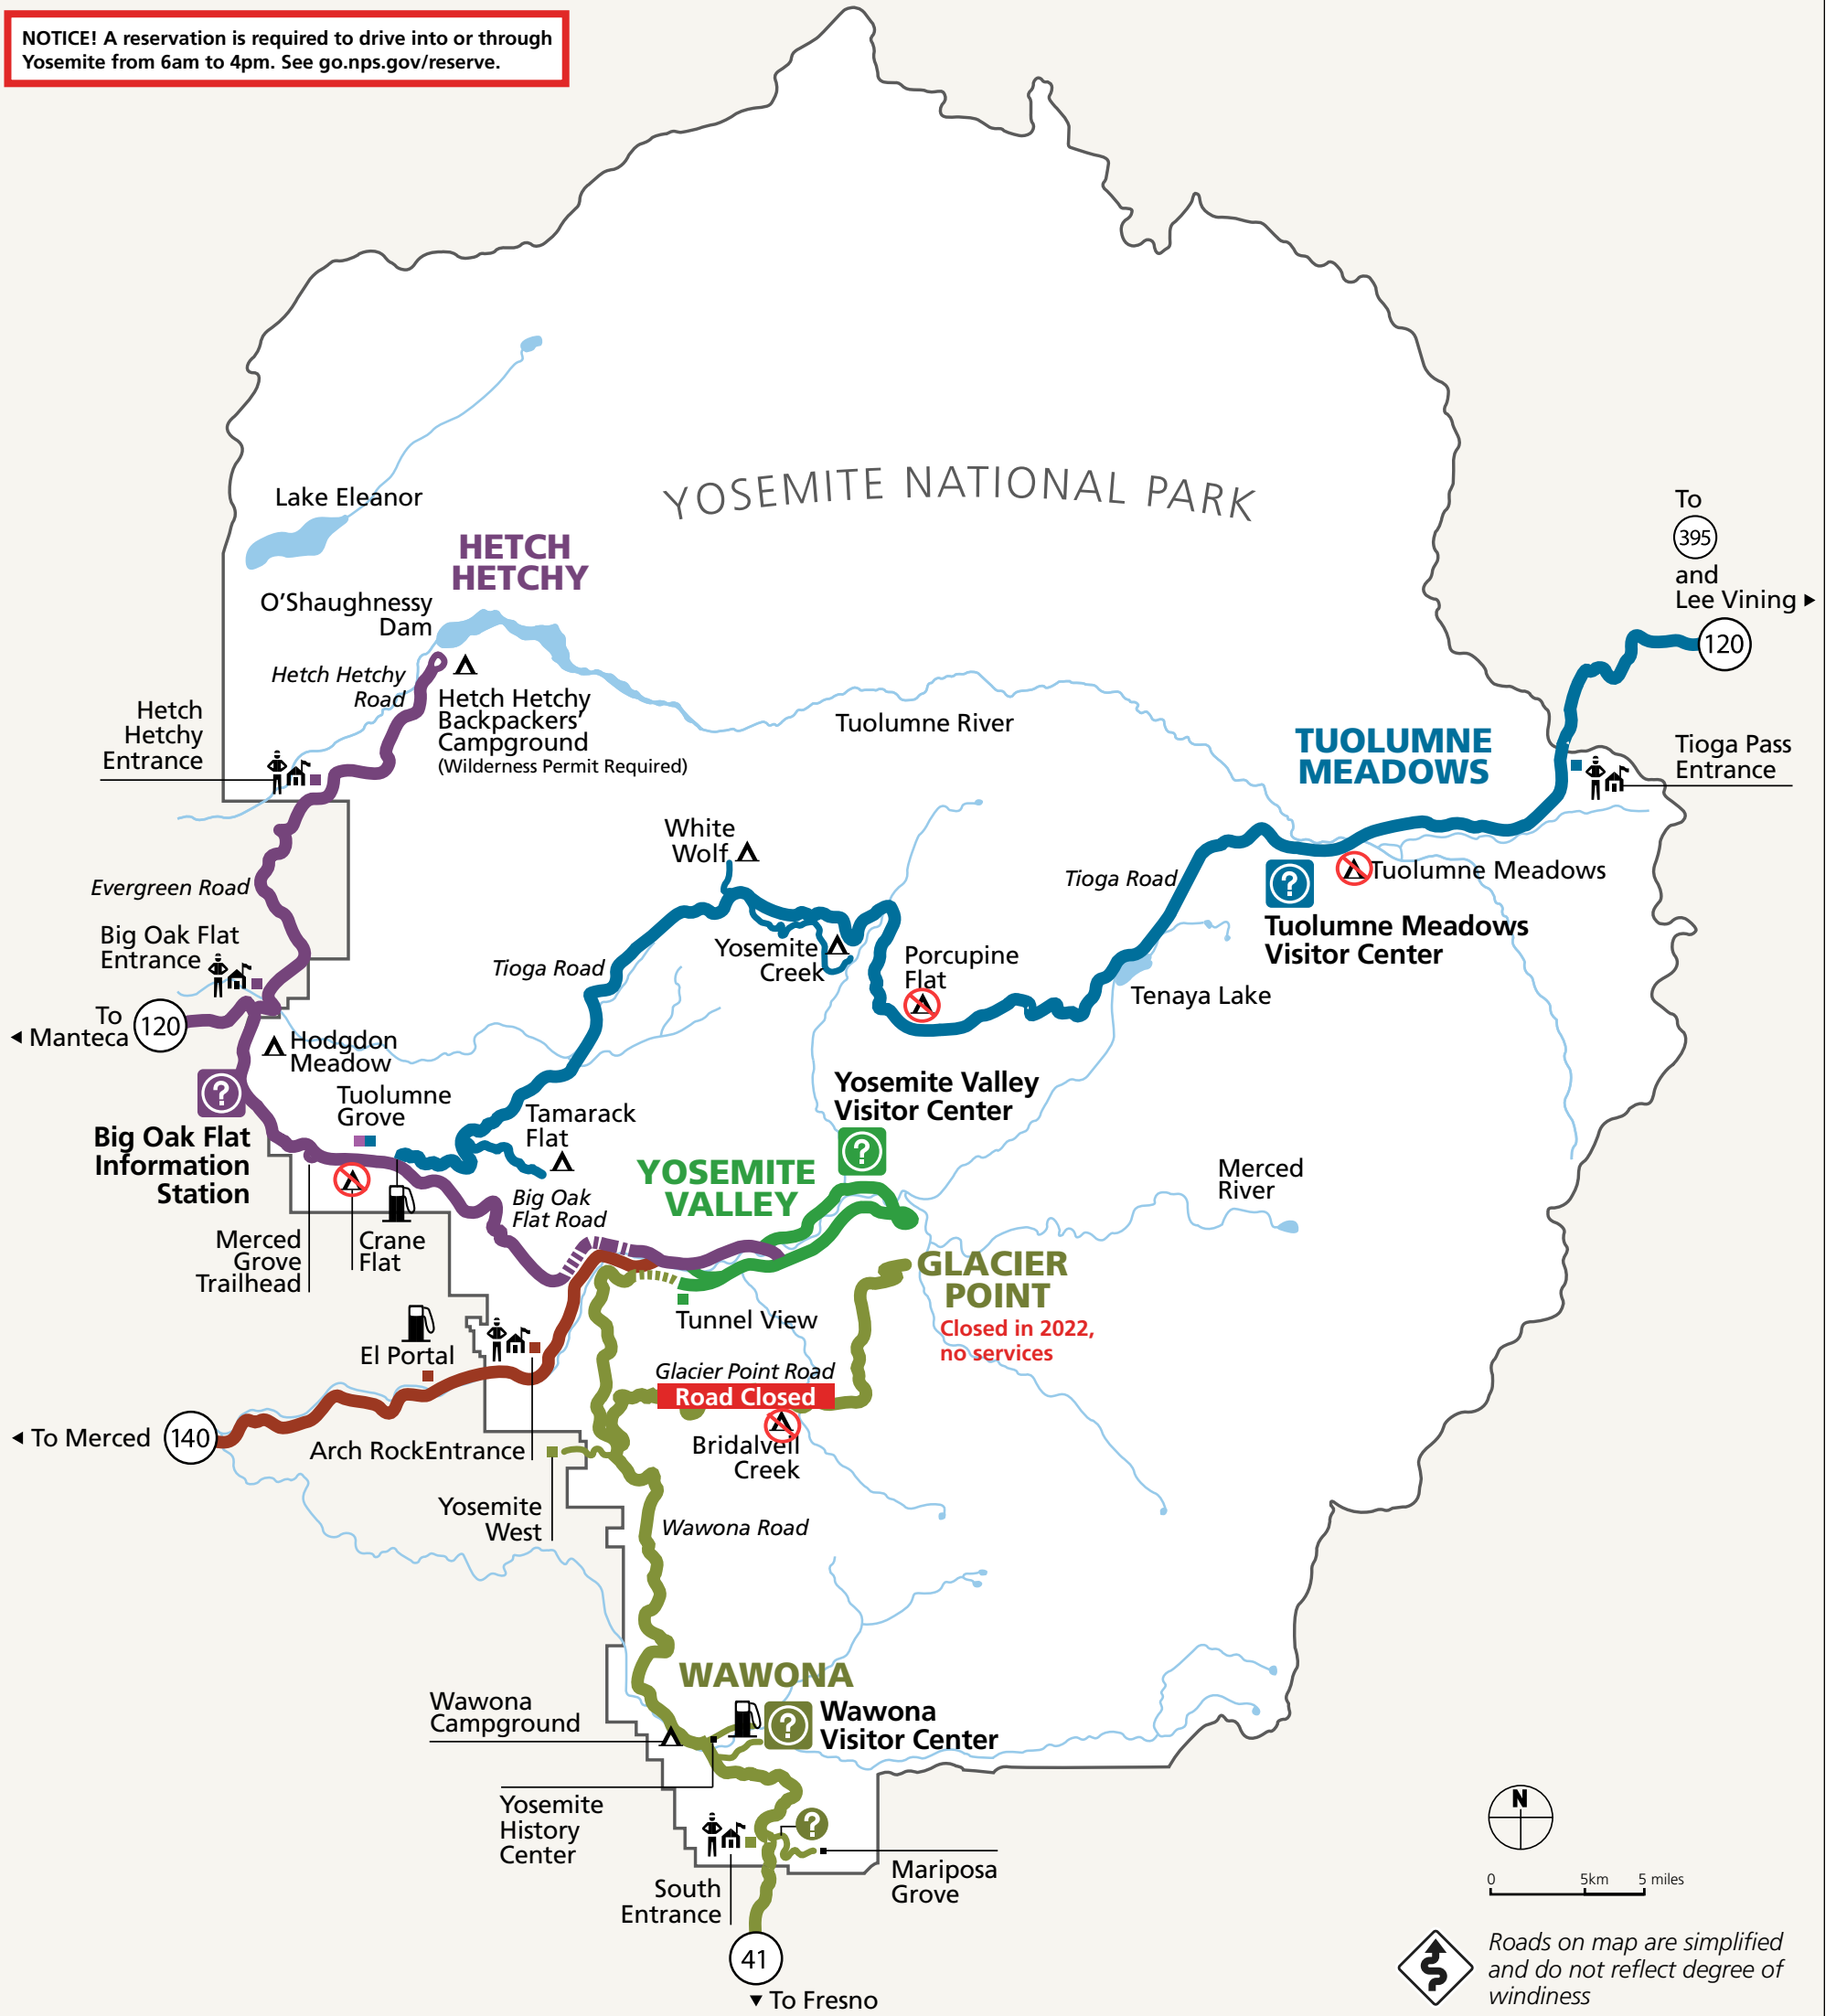 NOTICE! A reservation is required to drive into or through
Yosemite from 6am to 4pm. See go.nps.gov/reserve.
YOSEMITE NATIONAL PARK
Lake Eleanor
HETCH
HETCHY
O'Shaughnessy
Dam
Hetch Hetchy
Road
Hetch Hetchy
Backpackers'
Campground
(Wilderness Permit Required)
Hetch
Hetchy
Entrance
Tuolumne River
To
395
and
Lee Vining
120
TUOLUMNE
MEADOWS
Tioga Pass
Entrance
White
Wolf
Evergreen Road
Tioga Road
Tuolumne Meadows
?
Tuolumne Meadows
Visitor Center
Big Oak Flat
Entrance
Tioga Road
Yosemite
Creek
Porcupine
Flat
Tenaya Lake
To
Manteca
120
Hodgdon
Meadow
?
Big Oak Flat
Information
Station
Tuolumne
Grove
Tamarack
Flat
Yosemite Valley
Visitor Center
?
YOSEMITE
VALLEY
Merced
River
Big Oak
Flat Road
Merced
Grove
Trailhead
Crane
Flat
GLACIER
POINT
Closed in 2022,
no services
Tunnel View
El Portal
Glacier Point Road
Road Closed
Bridalveil
Creek
To Merced
140
Arch RockEntrance
Yosemite
West
Wawona Road
WAWONA
Wawona
Campground
?
Wawona
Visitor Center
Yosemite
History
Center
?
Mariposa
Grove
South
Entrance
41
To Fresno
N
0 5km 5 miles
Roads on map are simplified
and do not reflect degree of
windiness